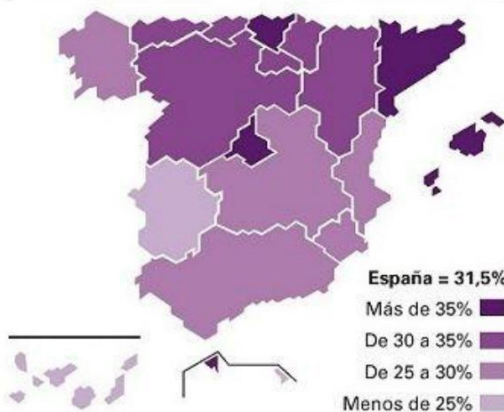 España = 31,5%
Más de 35%
De 30 a 35%
De 25 a 30%
Menos de 25%